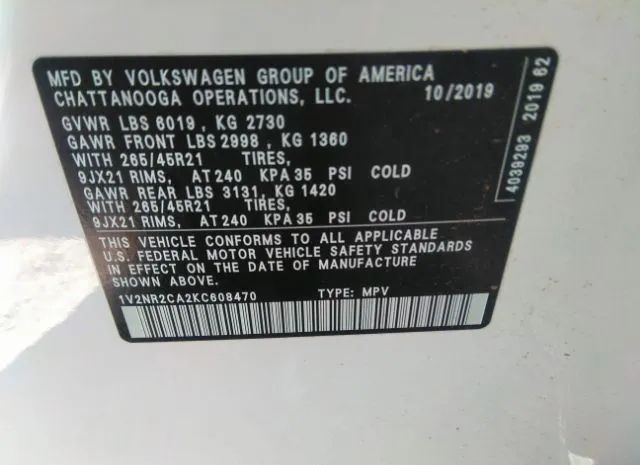 MFD BY VOLKSWAGEN GROUP OF AMERICA
CHATTANOOGA OPERATIONS, LLC. 10/2019
GVWR LBS 6019 , KG 2730
GAWR FRONT LBS 2998 , KG 1360
WITH 265/45R21 TIRES,
9JX21 RIMS, AT 240 KPA 35 PSI COLD
GAWR REAR LBS 3131, KG 1420
WITH 265/45R21 TIRES,
9JX21 RIMS, AT 240 KPA 35 PSI COLD
THIS VEHICLE CONFORMS TO ALL APPLICABLE
U.S. FEDERAL MOTOR VEHICLE SAFETY STANDARDS
IN EFFECT ON THE DATE OF MANUFACTURE
SHOWN ABOVE.
1V2NR2CA2KC608470 TYPE: MPV
4039293 2019 62